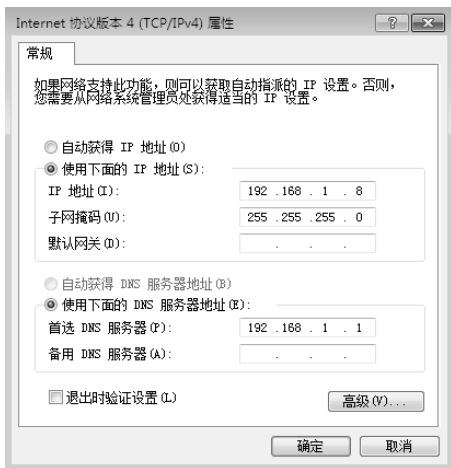 Internet 协议版本 4 (TCP/IPv4) 属性
常规
如果网络支持此功能，则可以获取自动指派的 IP 设置。否则，
您需要从网络系统管理员处获得适当的 IP 设置。
自动获得 IP 地址(O)
使用下面的 IP 地址(S):
IP 地址(I): 192 .168 . 1 . 8
子网掩码(U): 255 .255 .255 . 0
默认网关(D): . . .
自动获得 DNS 服务器地址(B)
使用下面的 DNS 服务器地址(E):
首选 DNS 服务器(P): 192 .168 . 1 . 1
备用 DNS 服务器(A): . . .
退出时验证设置(L)
高级(V)...
确定 取消